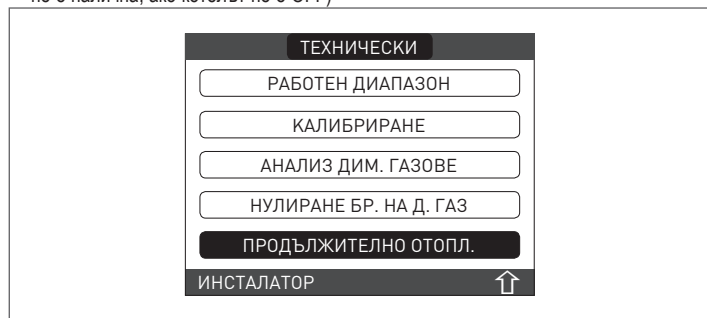 ТЕХНИЧЕСКИ
РАБОТЕН ДИАПАЗОН
КАЛИБРИРАНЕ
АНАЛИЗ ДИМ. ГАЗОВЕ
НУЛИРАНЕ БР. НА Д. ГАЗ
ПРОДЪЛЖИТЕЛНО ОТОПЛ.
ИНСТАЛАТОР